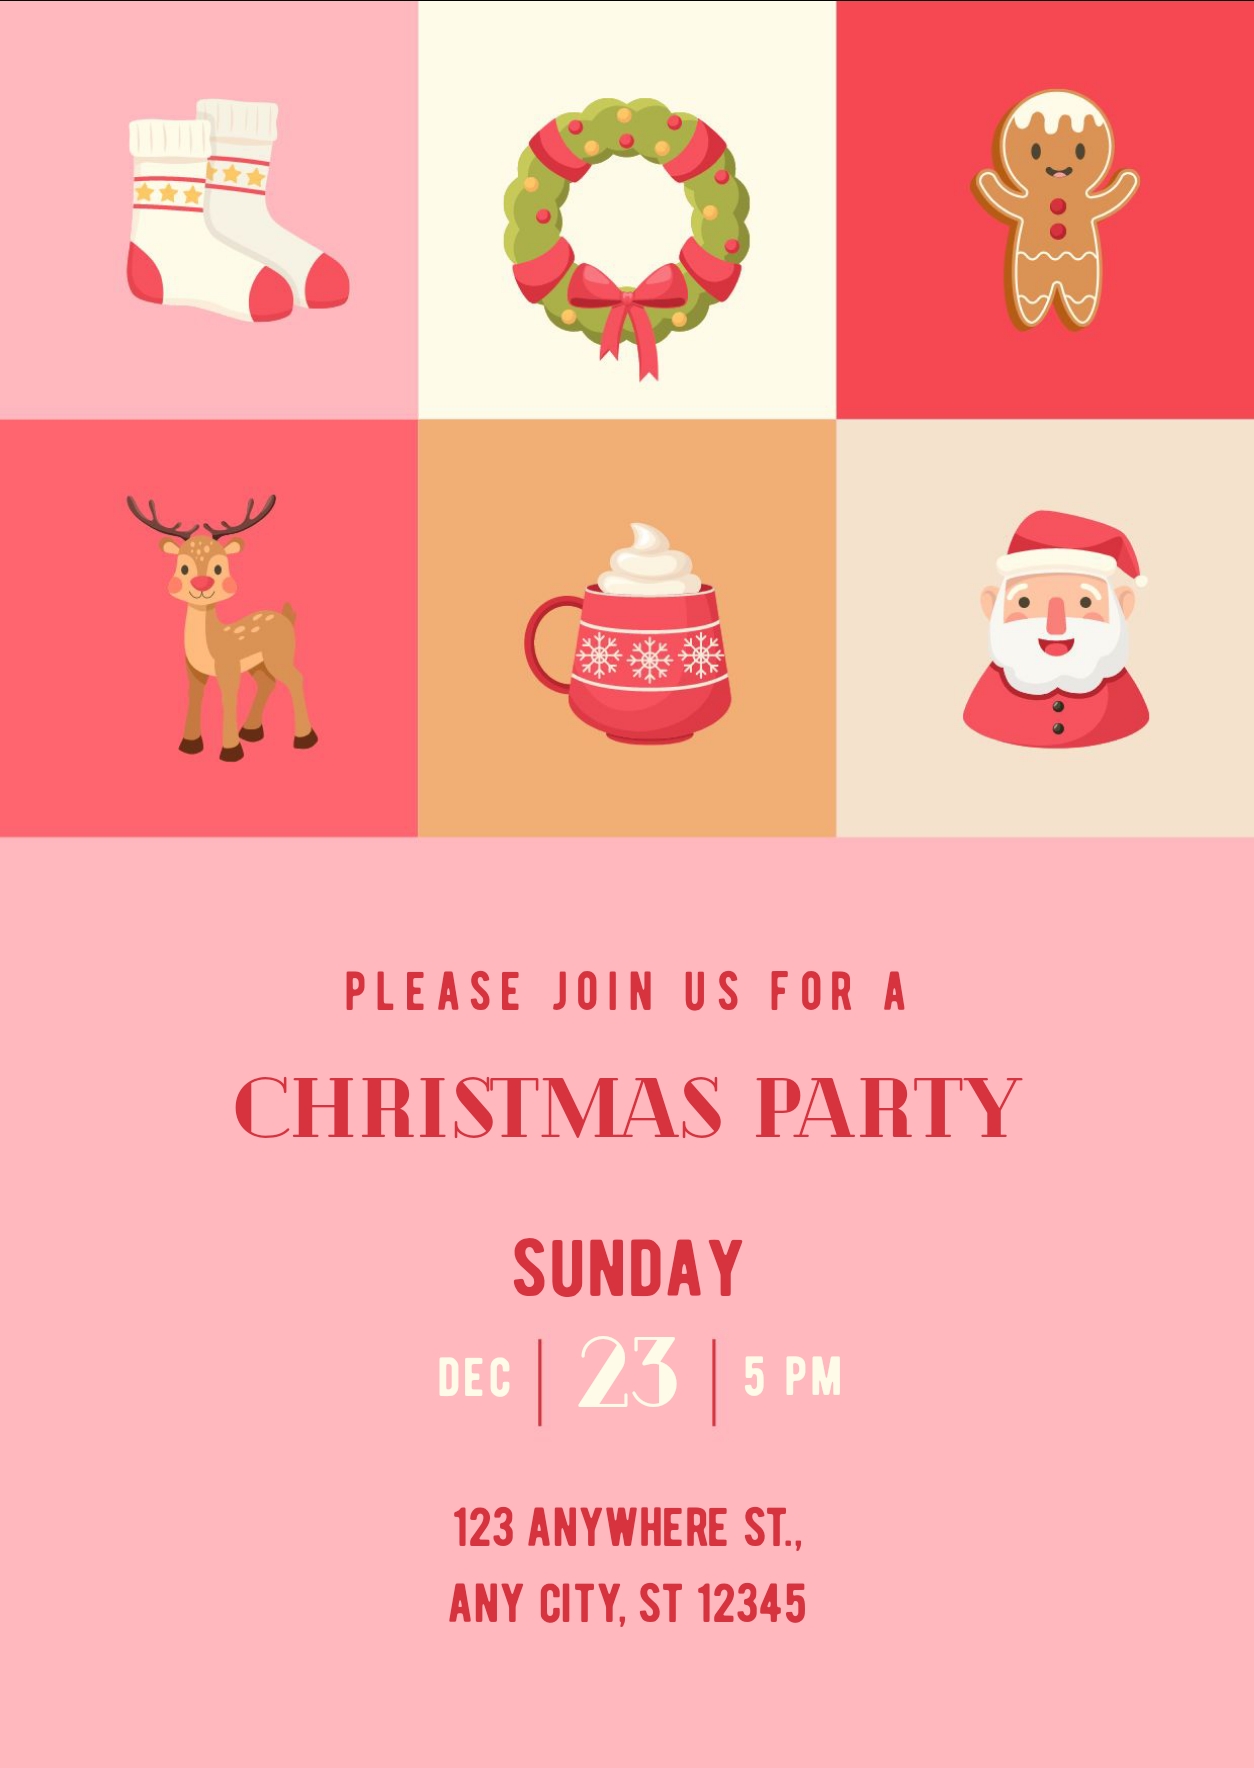 PLEASE JOIN US FOR A
CHRISTMAS PARTY
SUNDAY
DEC 23 5 PM
123 ANYWHERE ST.,
ANY CITY, ST 12345